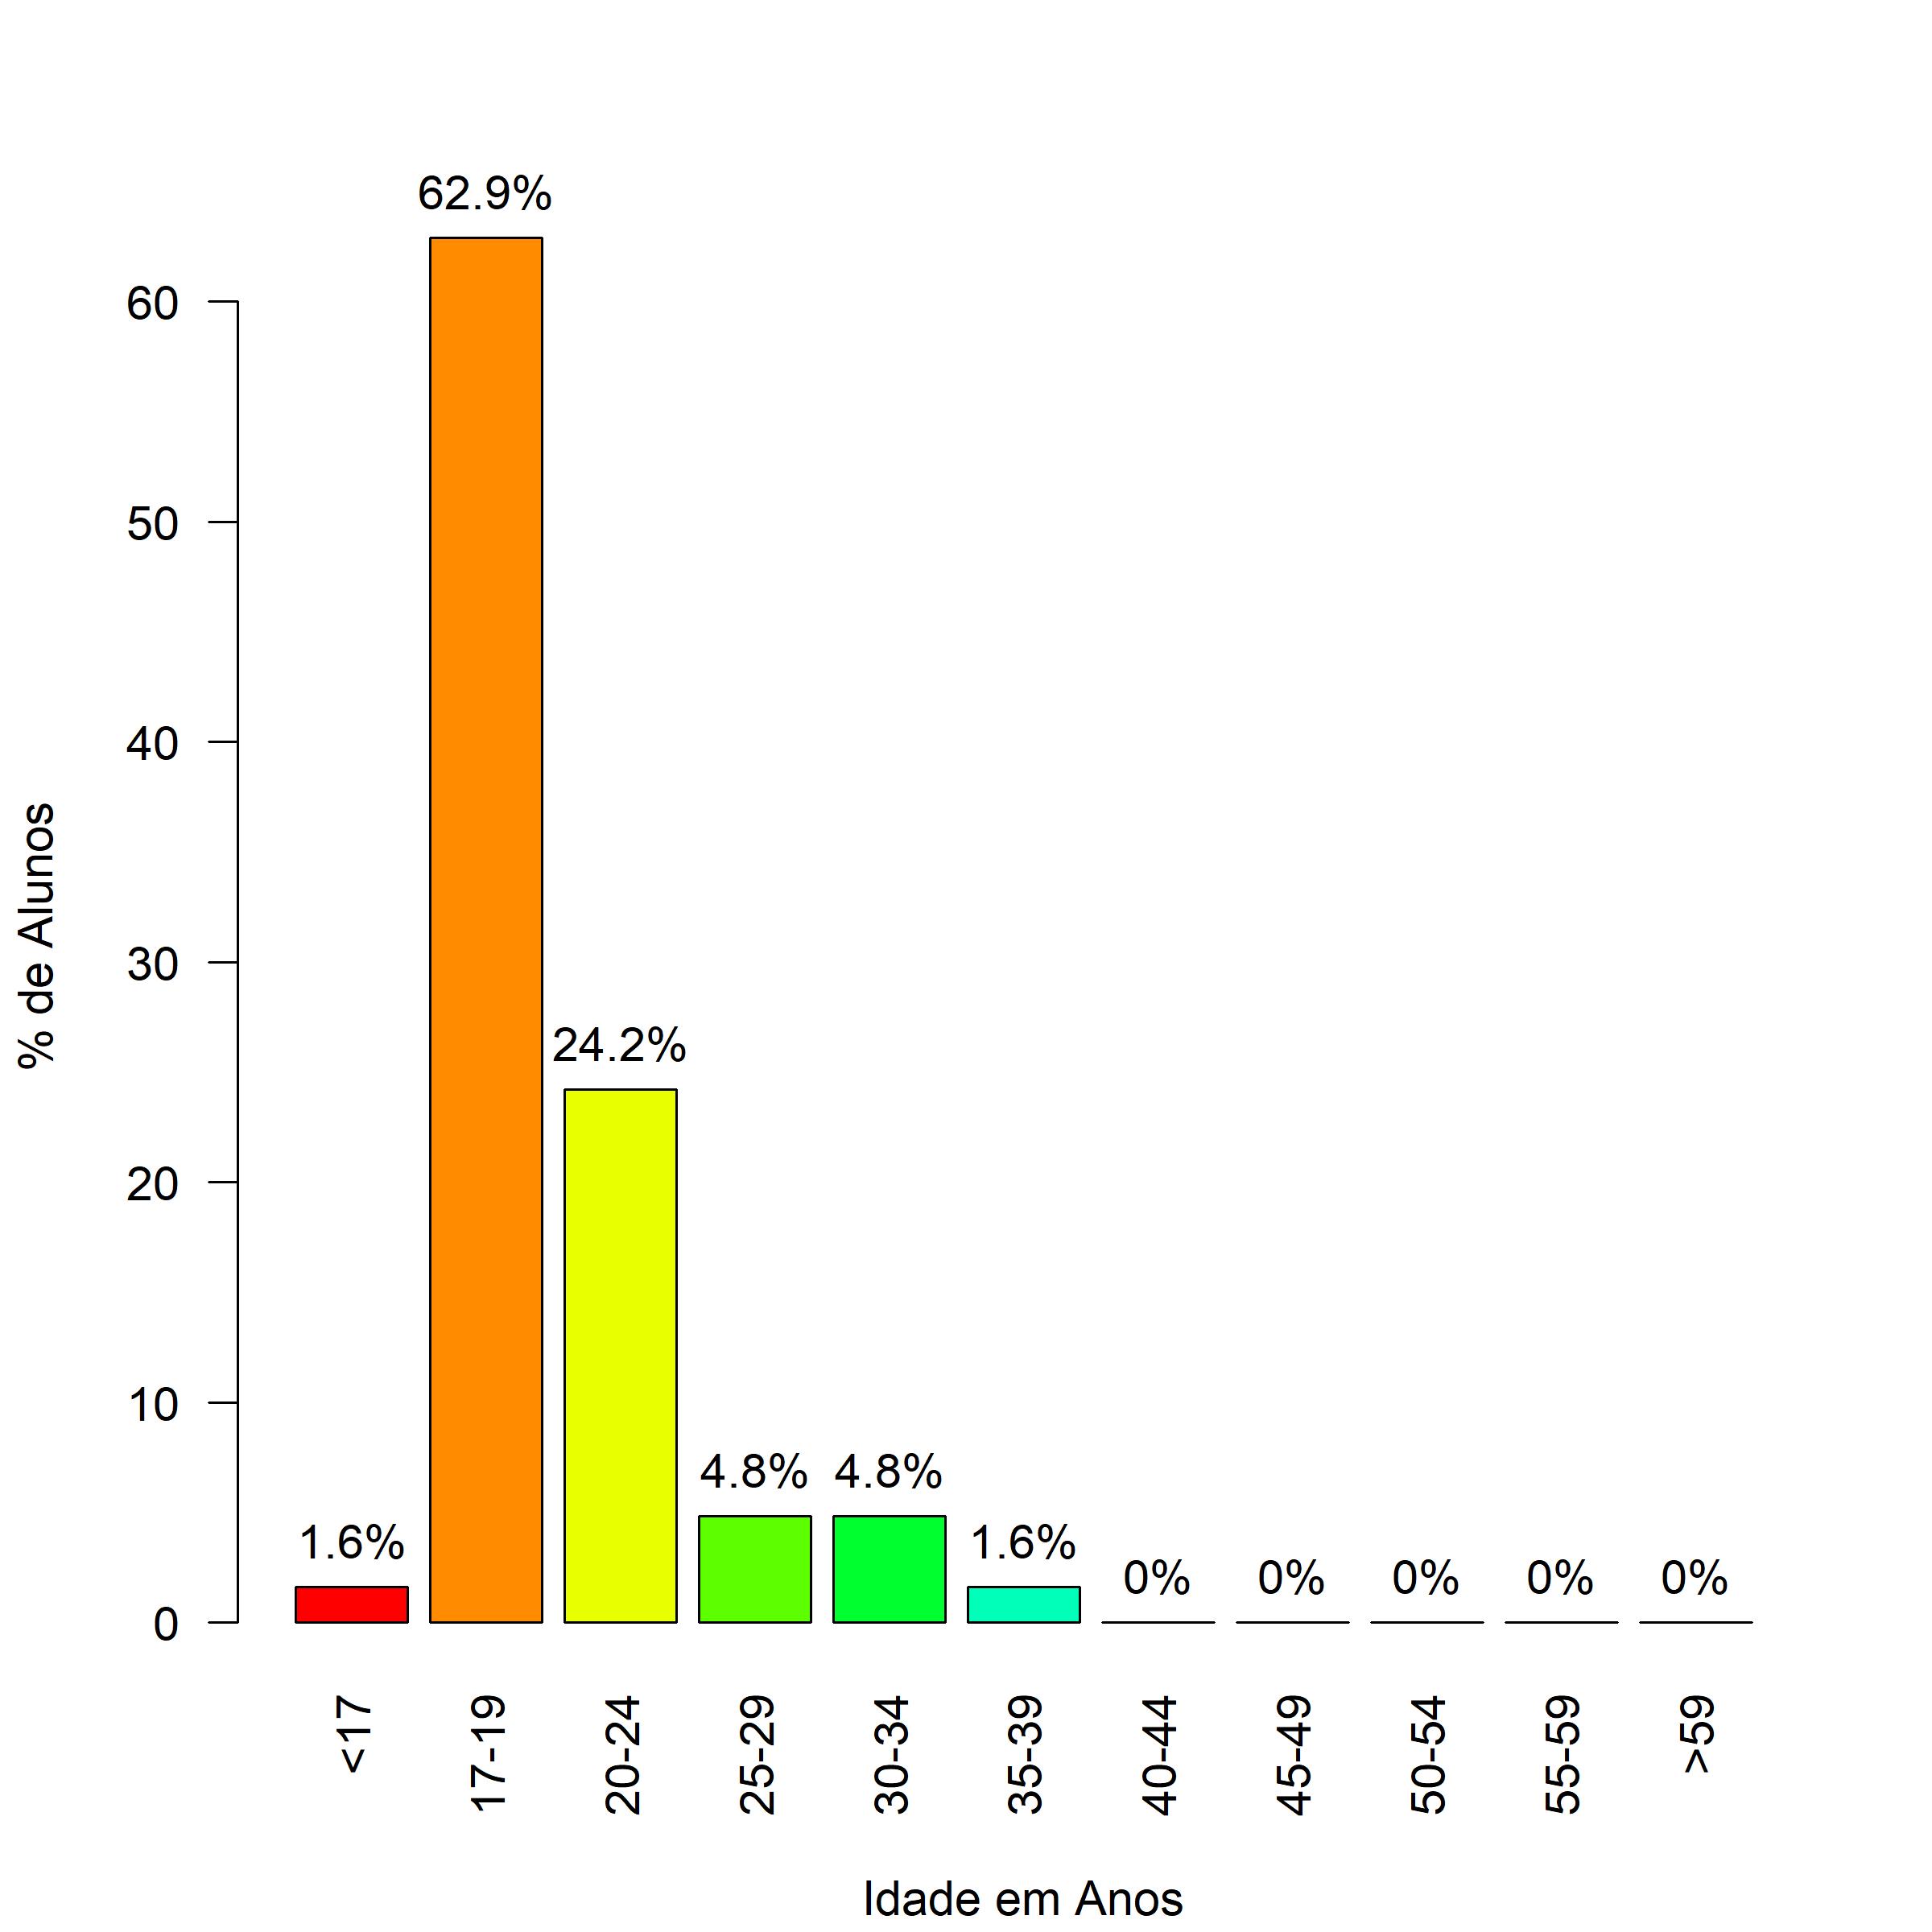 62.9%
60
50
40
30
24.2%
20
10
4.8% 4.8%
1.6% 1.6%
0% 0% 0% 0% 0%
0
% de Alunos
<17 17-19 20-24 25-29 30-34 35-39 40-44 45-49 50-54 55-59 >59
Idade em Anos